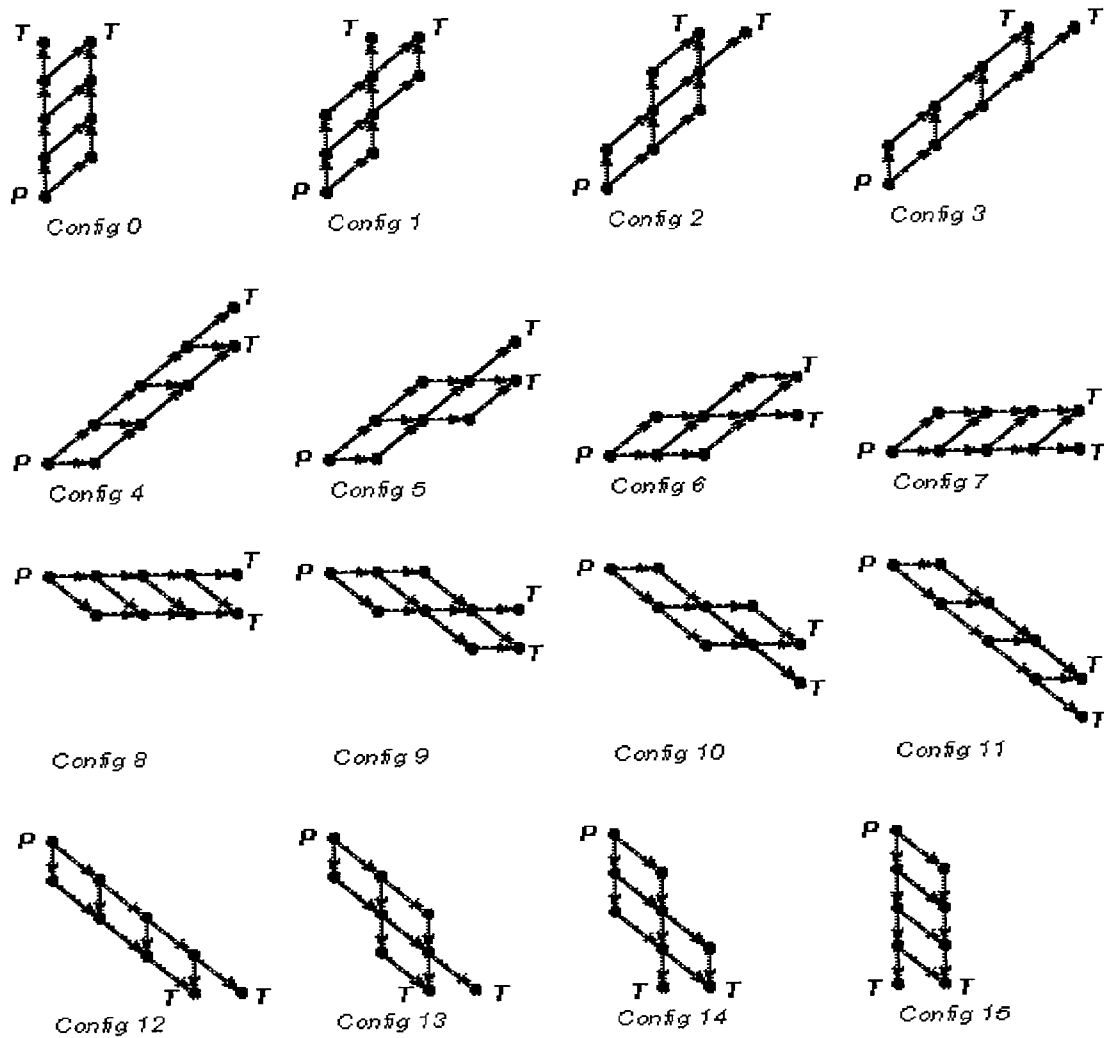 T T T T T T
P P P P
Config 0 Config 1 Config 2 Config 3
T T T
T T T
P P P P T
Config 4 Config 5 Config 6 Config 7
P T P P P
T T T
T T T
T
Config 8 Config 9 Config 10 Config 11
P P P P
T T T T T T T
Config 12 Config 13 Config 14 Config 15